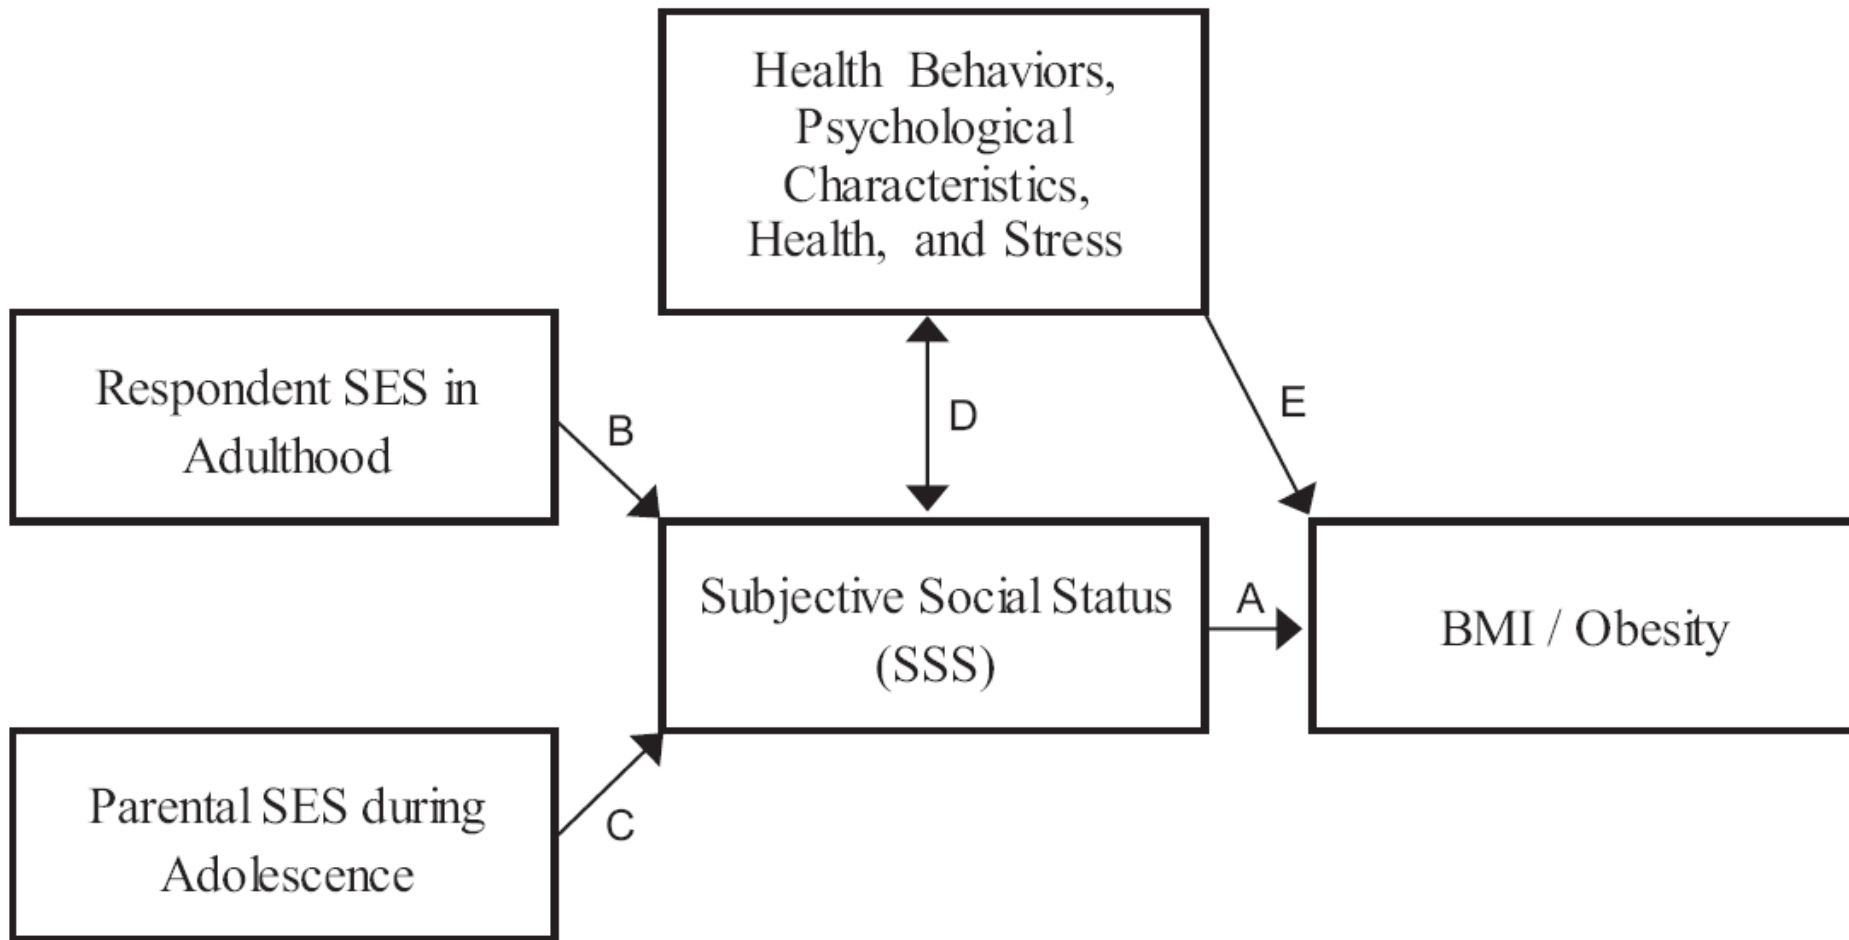 Health Behaviors,
Psychological
Characteristics,
Health, and Stress
Respondent SES in
Adulthood
B
D
E
Subjective Social Status
(SSS)
A
BMI / Obesity
Parental SES during
Adolescence
C